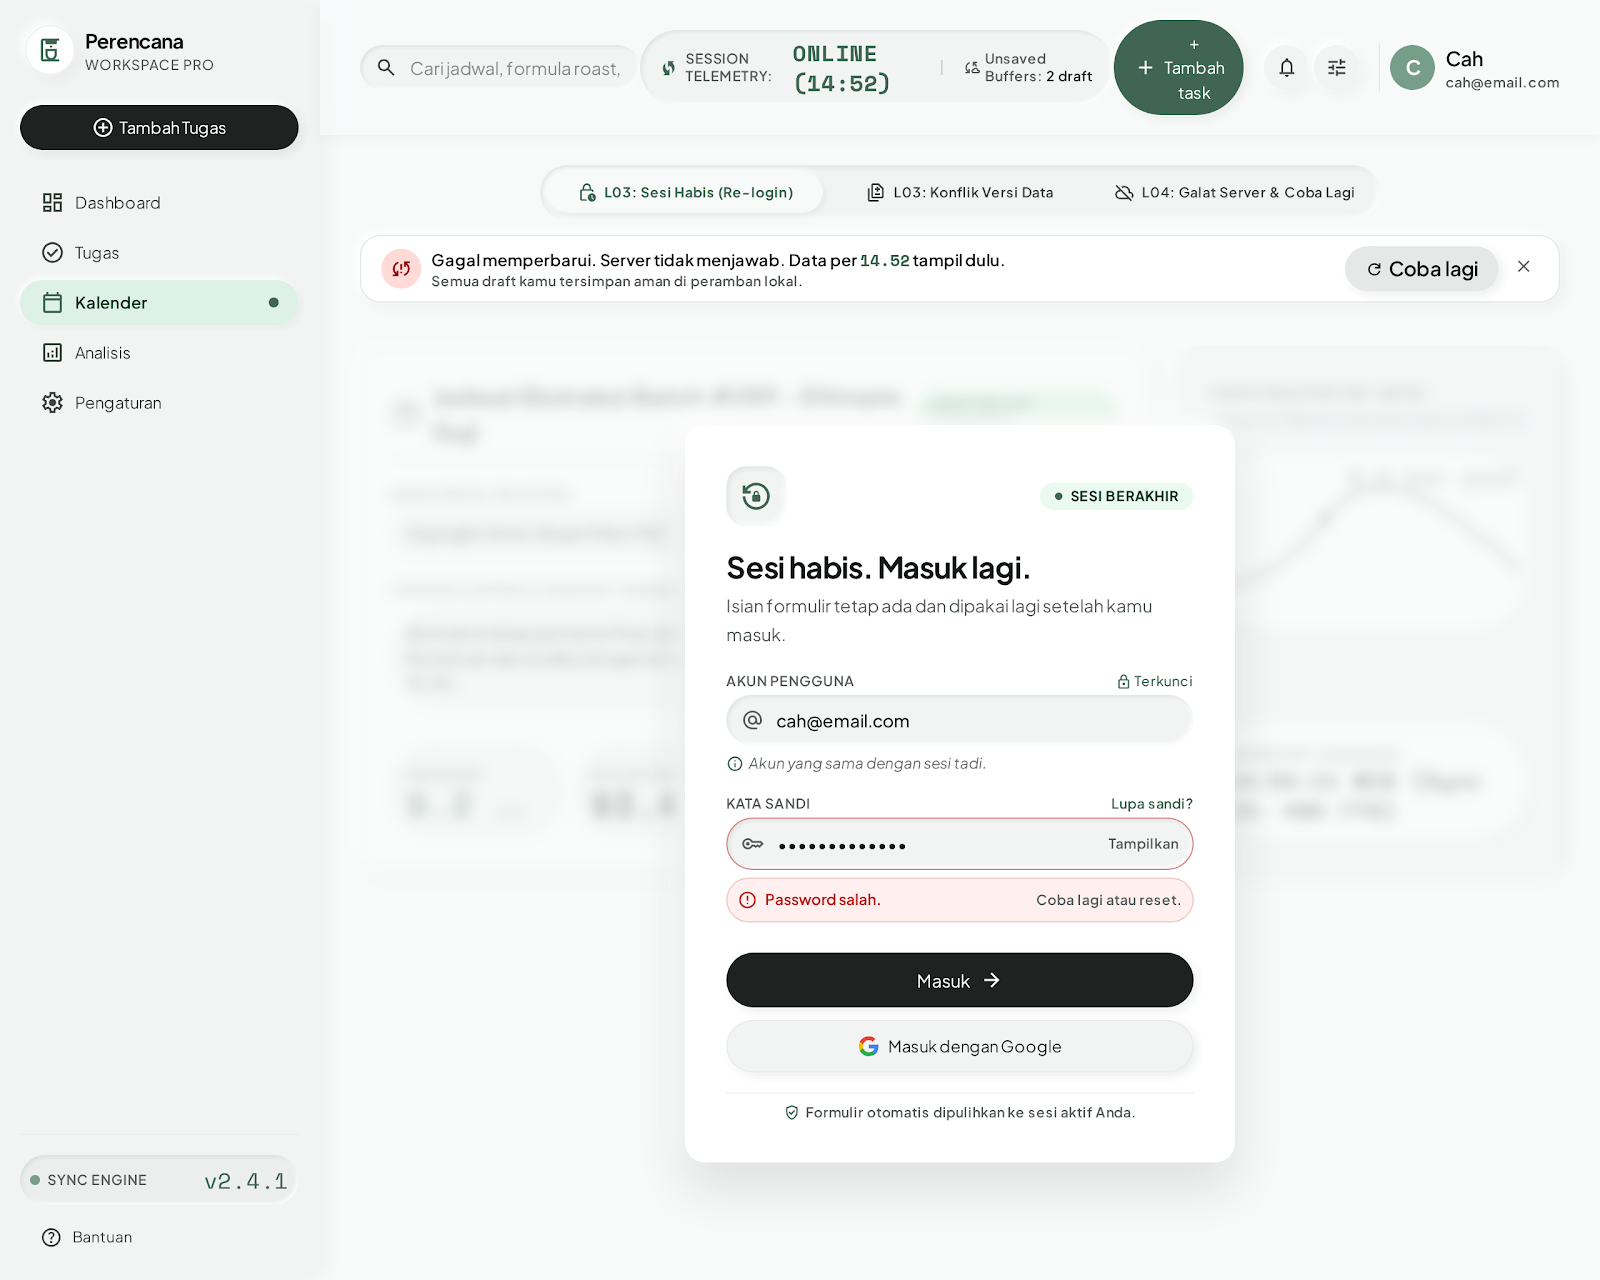 Perencana
WORKSPACE PRO
Tambah Tugas
Dashboard
Tugas
Kalender
Analisis
Pengaturan
SYNC ENGINE
v2.4.1
Bantuan
Cari jadwal, formula roast,
SESSION
TELEMETRY:
ONLINE
(14:52)
Unsaved
Buffers: 2 draft
+
Tambah
task
C
Cah
cah@email.com
L03: Sesi Habis (Re-login)
L03: Konflik Versi Data
L04: Galat Server & Coba Lagi
Gagal memperbarui. Server tidak menjawab. Data per 14.52 tampil dulu.
Semua draft kamu tersimpan aman di peramban lokal.
Coba lagi
SESI BERAKHIR
Sesi habis. Masuk lagi.
Isian formulir tetap ada dan dipakai lagi setelah kamu
masuk.
AKUN PENGGUNA
Terkunci
cah@email.com
Akun yang sama dengan sesi tadi.
KATA SANDI
Lupa sandi?
Tampilkan
Password salah.
Coba lagi atau reset.
Masuk
Masuk dengan Google
Formulir otomatis dipulihkan ke sesi aktif Anda.